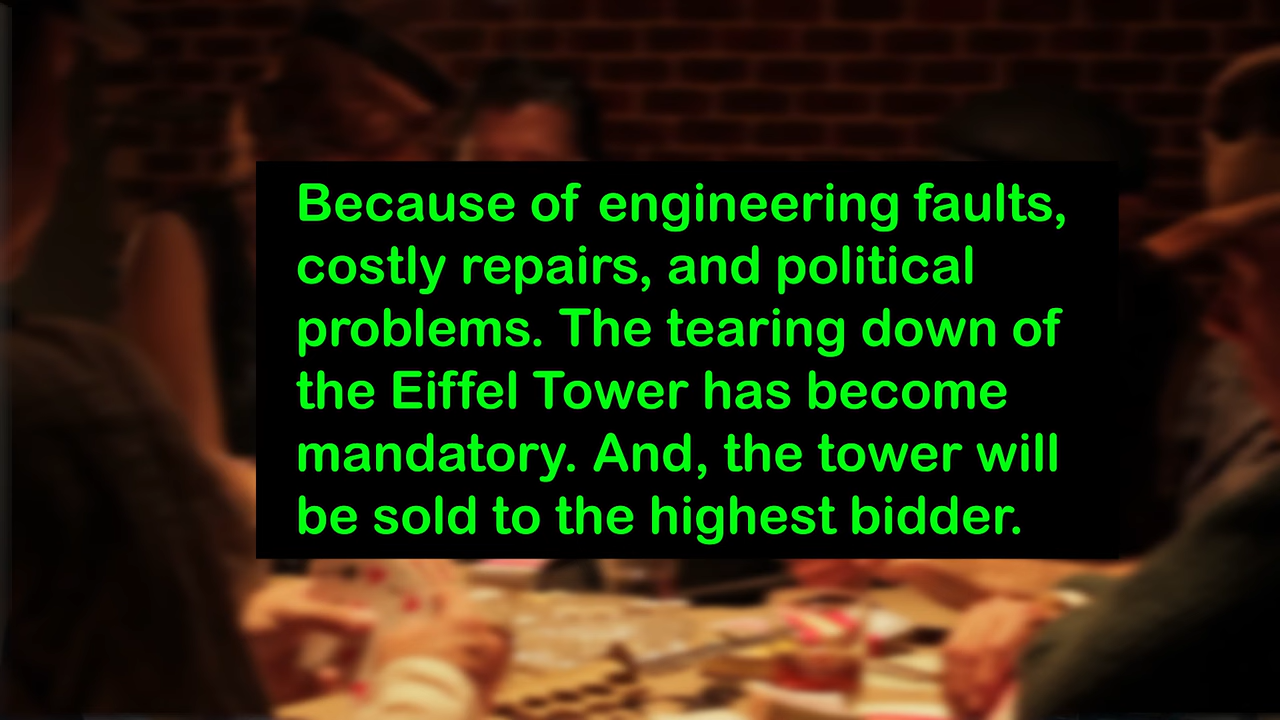 Because of engineering faults,
costly repairs, and political
problems. The tearing down of
the Eiffel Tower has become
mandatory. And, the tower will
be sold to the highest bidder.